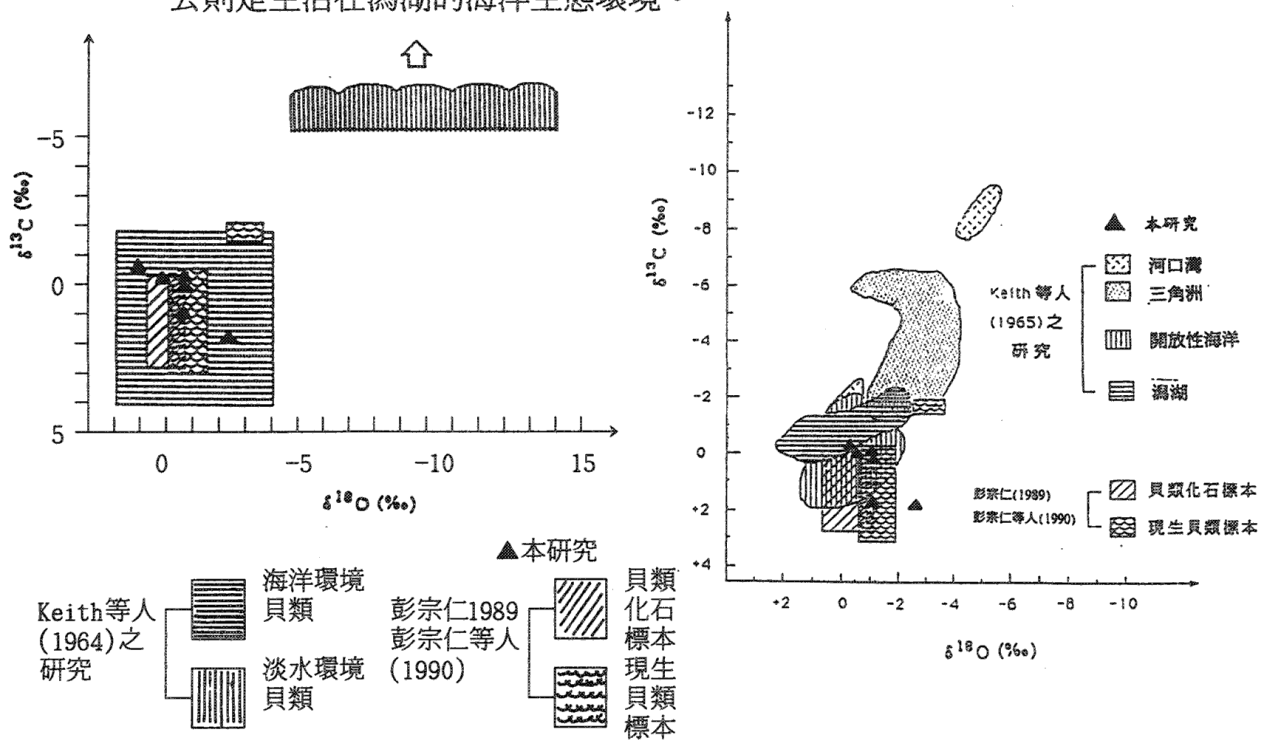 公則是生活在潟湖的海洋生態環境。
-5
0
5
δ¹³C (‰)
0
-5
-10
15
δ¹⁸O (‰)
▲本研究
Keith等人
(1964)之
研究
海洋環境
貝類
淡水環境
貝類
彭宗仁1989
彭宗仁等人
(1990)
貝類
化石
標本
現生
貝類
標本
-12
-10
-8
-6
-4
-2
0
+2
+4
δ¹³C (‰)
+2
0
-2
-4
-6
-8
-10
δ¹⁸O (‰)
▲ 本研究
Keith等人
(1965)之
研究
河口灣
三角洲
開放性海洋
潟湖
彭宗仁(1989)
彭宗仁等人(1990)
貝類化石標本
現生貝類標本